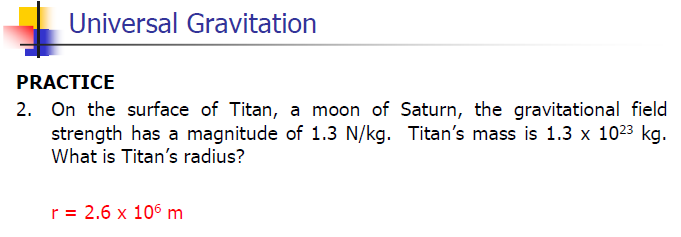 Universal Gravitation
PRACTICE
2. On the surface of Titan, a moon of Saturn, the gravitational field
strength has a magnitude of 1.3 N/kg. Titan's mass is 1.3 x 10²³ kg.
What is Titan's radius?
r = 2.6 x 10⁶ m